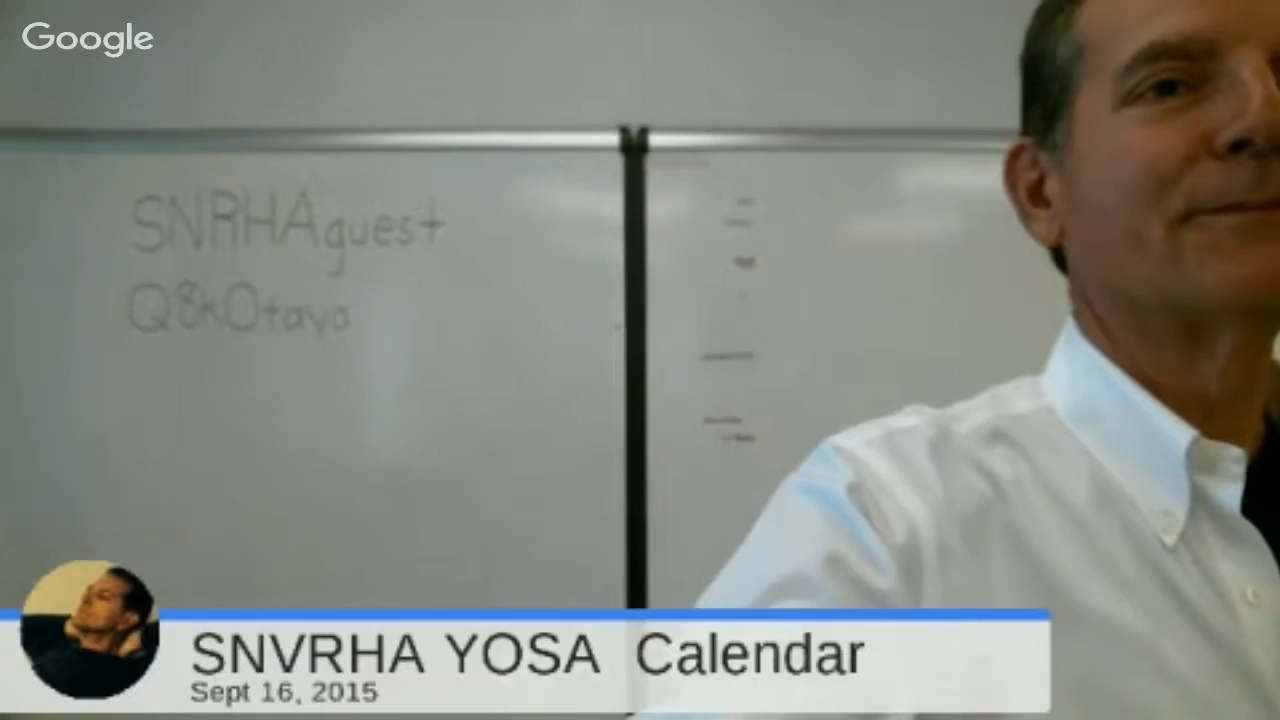 Google
SNRHAguest
Q8kOtayo
SNVRHA YOSA Calendar
Sept 16, 2015